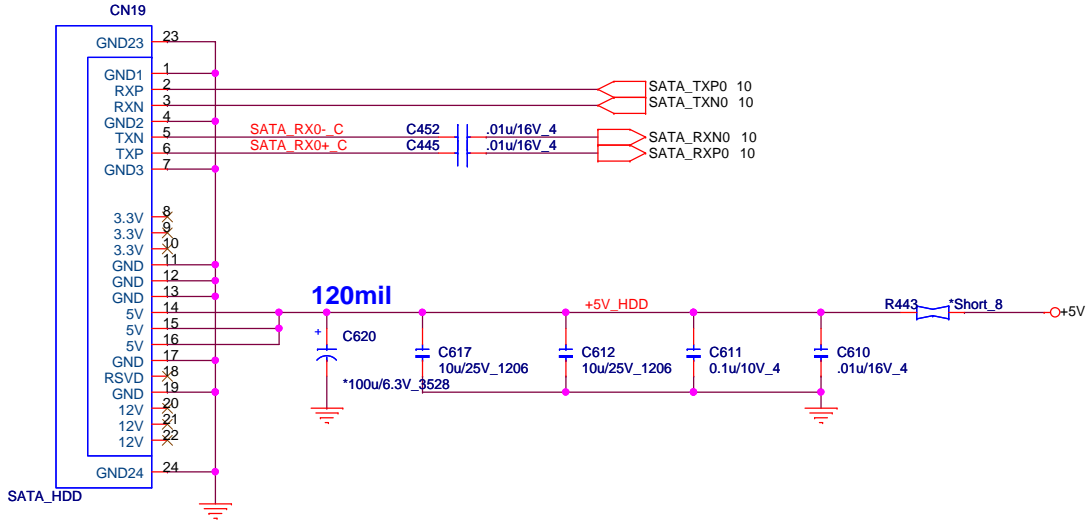 CN19
GND23 23
GND1 1
RXP 2
RXN 3
GND2 4
TXN 5
TXP 6
GND3 7
SATA_TXP0 10
SATA_TXN0 10
SATA_RX0-_C C452 .01u/16V_4 SATA_RXN0 10
SATA_RX0+_C C445 .01u/16V_4 SATA_RXP0 10
3.3V 8
3.3V 9
3.3V 10
GND 11
GND 12
GND 13
5V 14
5V 15
5V 16
GND 17
RSVD 18
GND 19
12V 20
12V 21
12V 22
GND24 24
SATA_HDD
120mil
+5V_HDD
R443 *Short_8
+5V
+
C620
*100u/6.3V_3528
C617
10u/25V_1206
C612
10u/25V_1206
C611
0.1u/10V_4
C610
.01u/16V_4